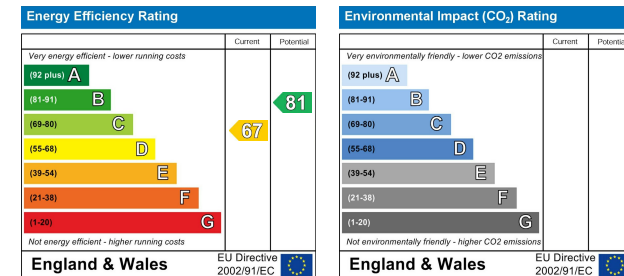 Energy Efficiency Rating
Current Potential
Very energy efficient - lower running costs
(92 plus) A
(81-91) B
(69-80) C
(55-68) D
(39-54) E
(21-38) F
(1-20) G
67
81
Not energy efficient - higher running costs
England & Wales
EU Directive
2002/91/EC
Environmental Impact (CO₂) Rating
Current Potential
Very environmentally friendly - lower CO2 emissions
(92 plus) A
(81-91) B
(69-80) C
(55-68) D
(39-54) E
(21-38) F
(1-20) G
Not environmentally friendly - higher CO2 emissions
England & Wales
EU Directive
2002/91/EC